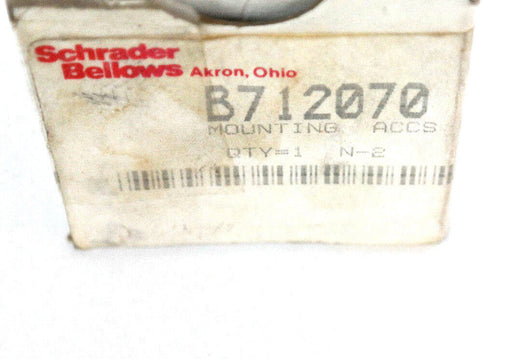 Schrader
Bellows Akron, Ohio
B712070
MOUNTING ACCS
QTY=1 N-2